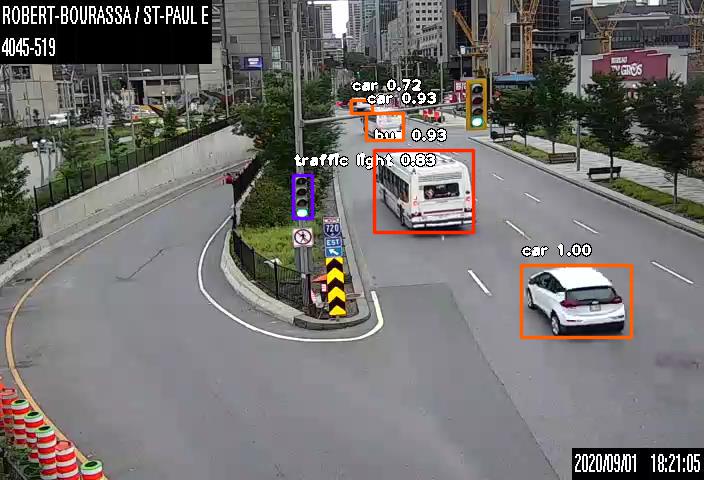 ROBERT-BOURASSA / ST-PAUL E
4045-519
car 0.72
car 0.93
bus 0.93
traffic light 0.83
720
EST
car 1.00
2020/09/01 18:21:05